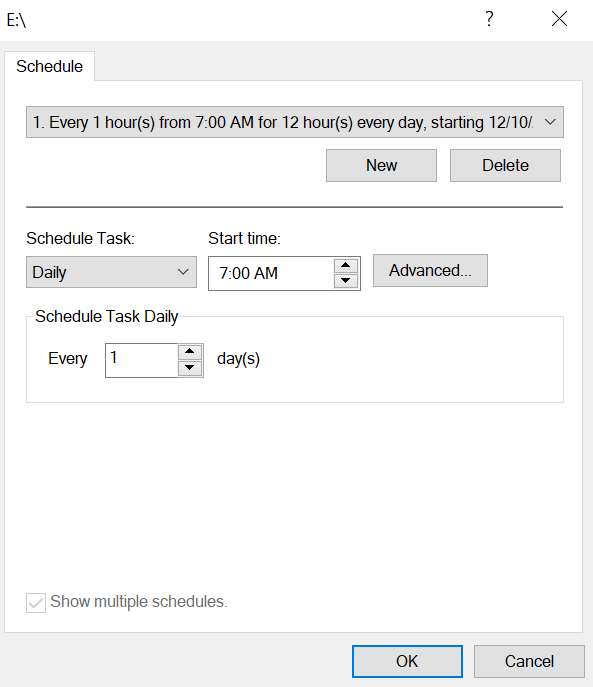 E:\
?
Schedule
1. Every 1 hour(s) from 7:00 AM for 12 hour(s) every day, starting 12/10/
New
Delete
Schedule Task:
Start time:
Daily
7:00 AM
Advanced...
Schedule Task Daily
Every 1 day(s)
Show multiple schedules.
OK
Cancel